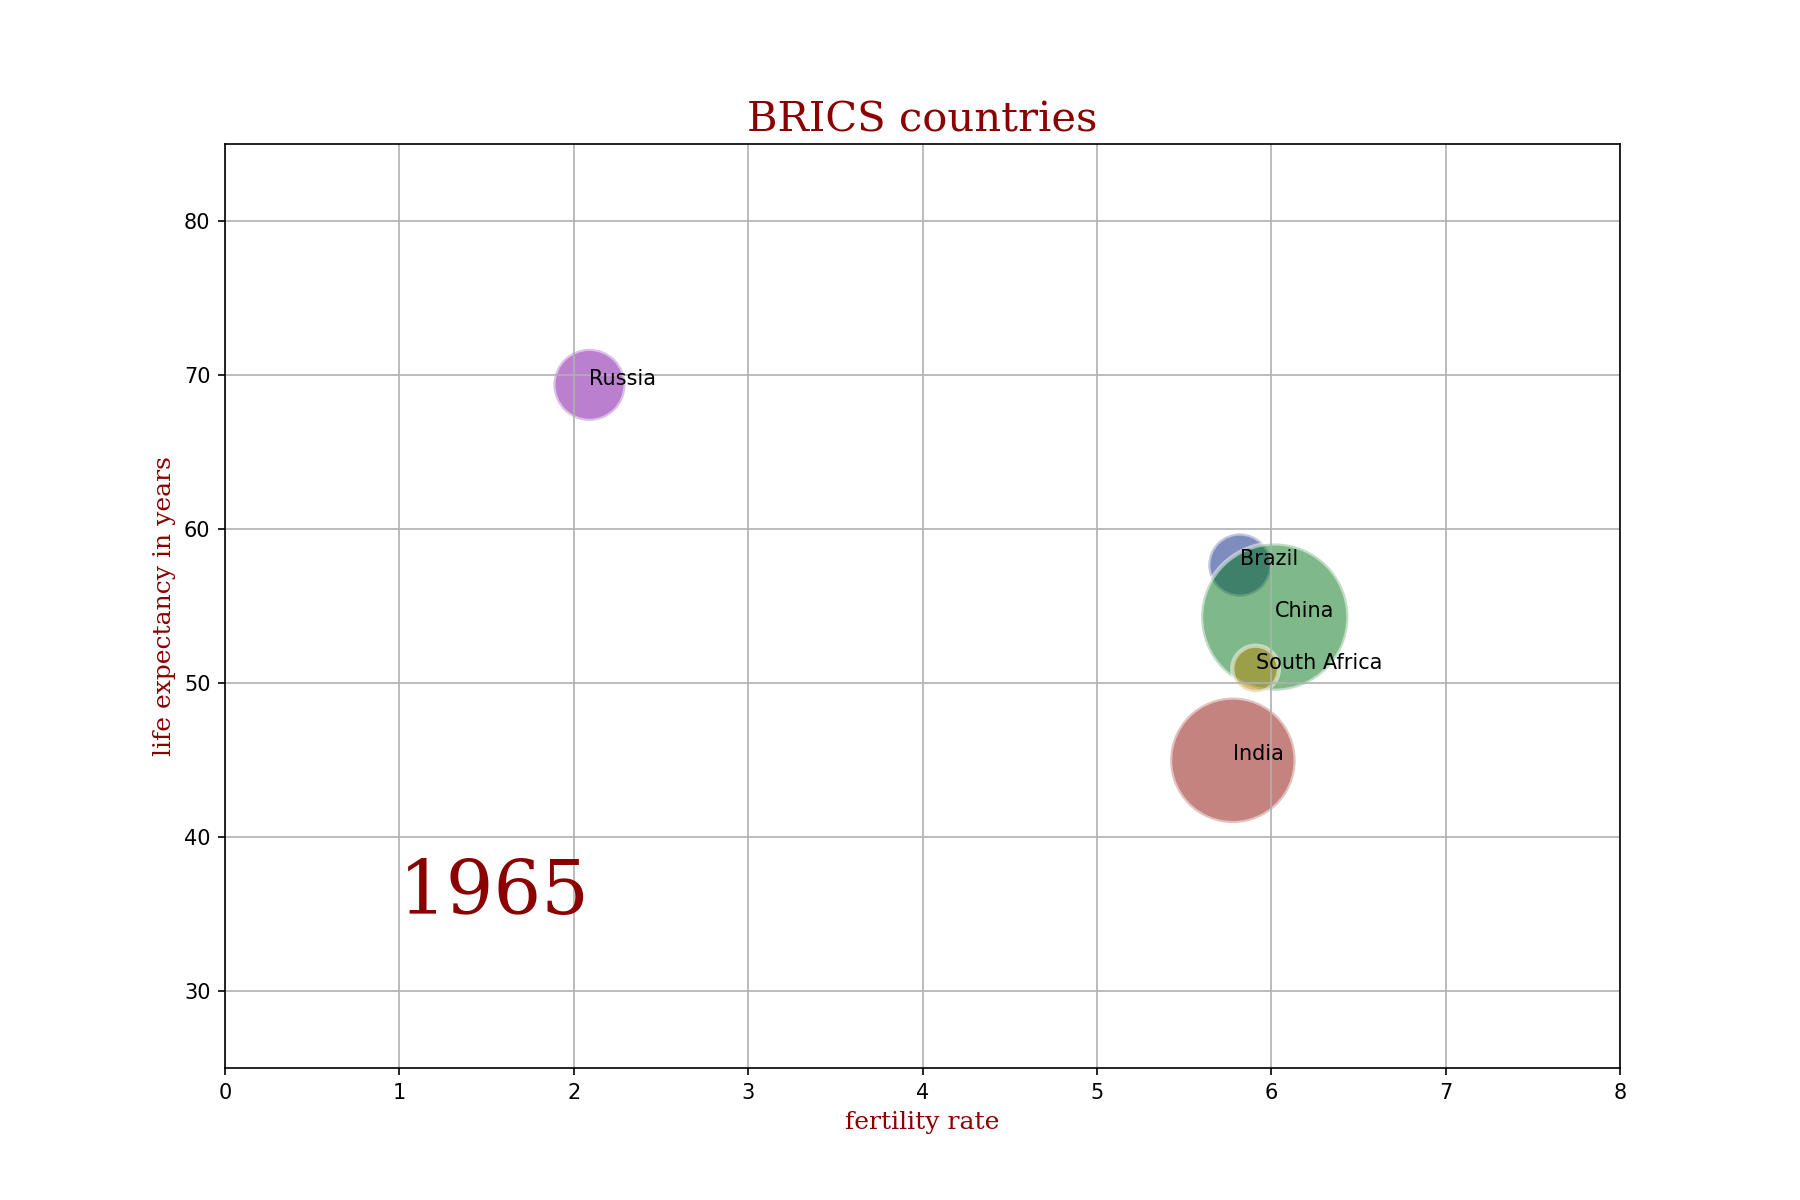 BRICS countries
life expectancy in years
80
70
60
50
40
30
Russia
Brazil
China
South Africa
India
1965
0 1 2 3 4 5 6 7 8
fertility rate